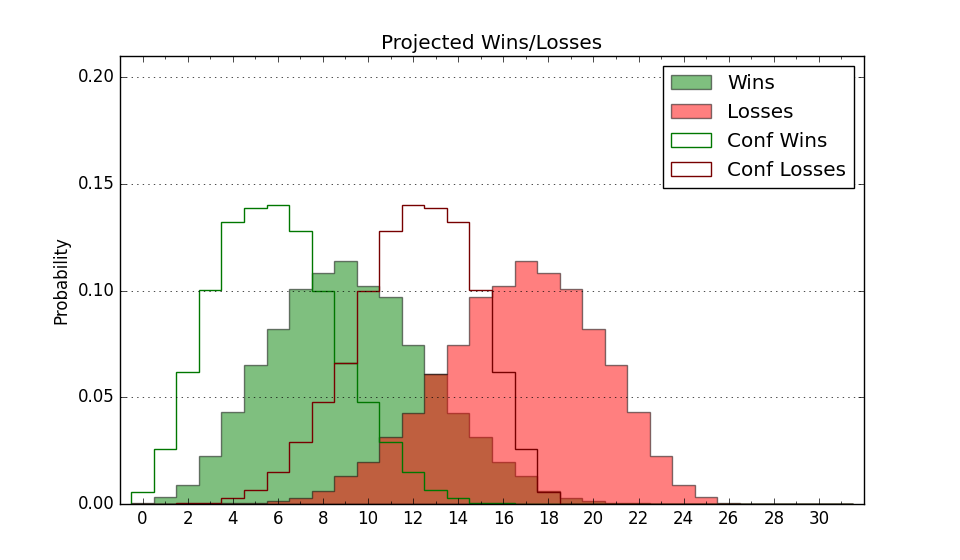 Projected Wins/Losses
Probability
0.20
0.15
0.10
0.05
0.00
0 2 4 6 8 10 12 14 16 18 20 22 24 26 28 30
Wins
Losses
Conf Wins
Conf Losses